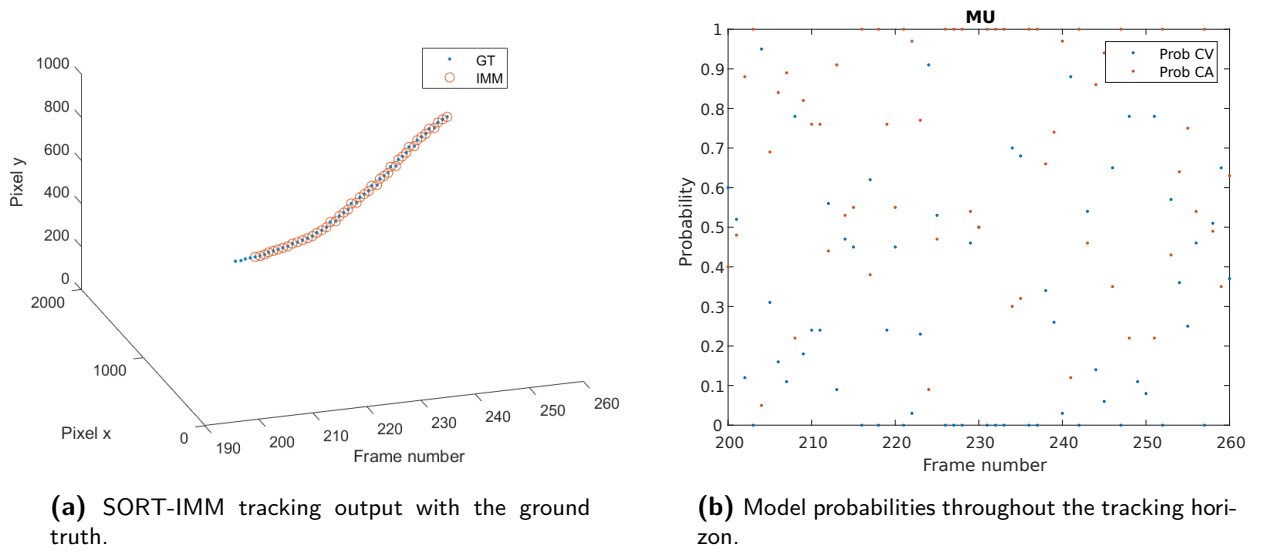 1000
800
600
400
200
0
2000
1000
0
Pixel y
Pixel x
190
200
210
220
230
240
250
260
Frame number
GT
IMM
(a) SORT-IMM tracking output with the ground
truth.
MU
1
0.9
0.8
0.7
0.6
0.5
0.4
0.3
0.2
0.1
0
Probability
Prob CV
Prob CA
200
210
220
230
240
250
260
Frame number
(b) Model probabilities throughout the tracking hori-
zon.